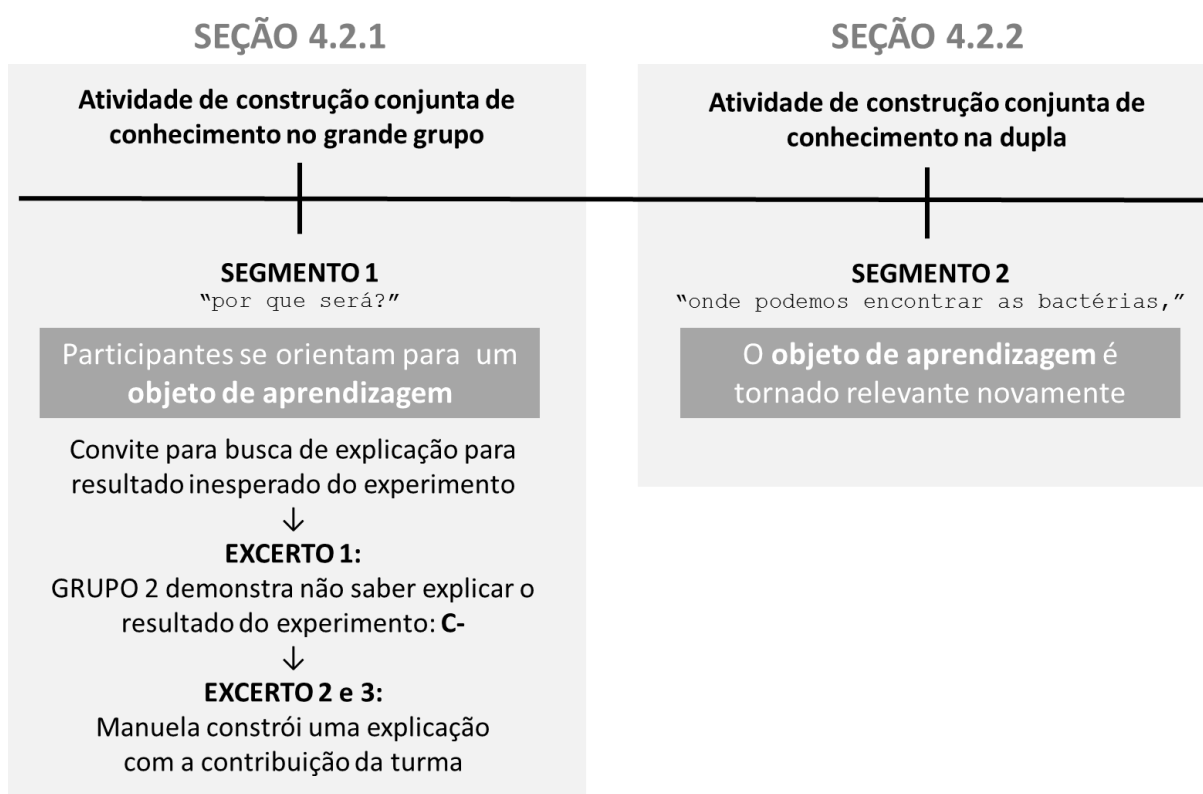 SEÇÃO 4.2.1
Atividade de construção conjunta de
conhecimento no grande grupo
SEGMENTO 1
“por que será?”
Participantes se orientam para um
objeto de aprendizagem
Convite para busca de explicação para
resultado inesperado do experimento
↓
EXCERTO 1:
GRUPO 2 demonstra não saber explicar o
resultado do experimento: C-
↓
EXCERTO 2 e 3:
Manuela constrói uma explicação
com a contribuição da turma
SEÇÃO 4.2.2
Atividade de construção conjunta de
conhecimento na dupla
SEGMENTO 2
“onde podemos encontrar as bactérias,”
O objeto de aprendizagem é
tornado relevante novamente